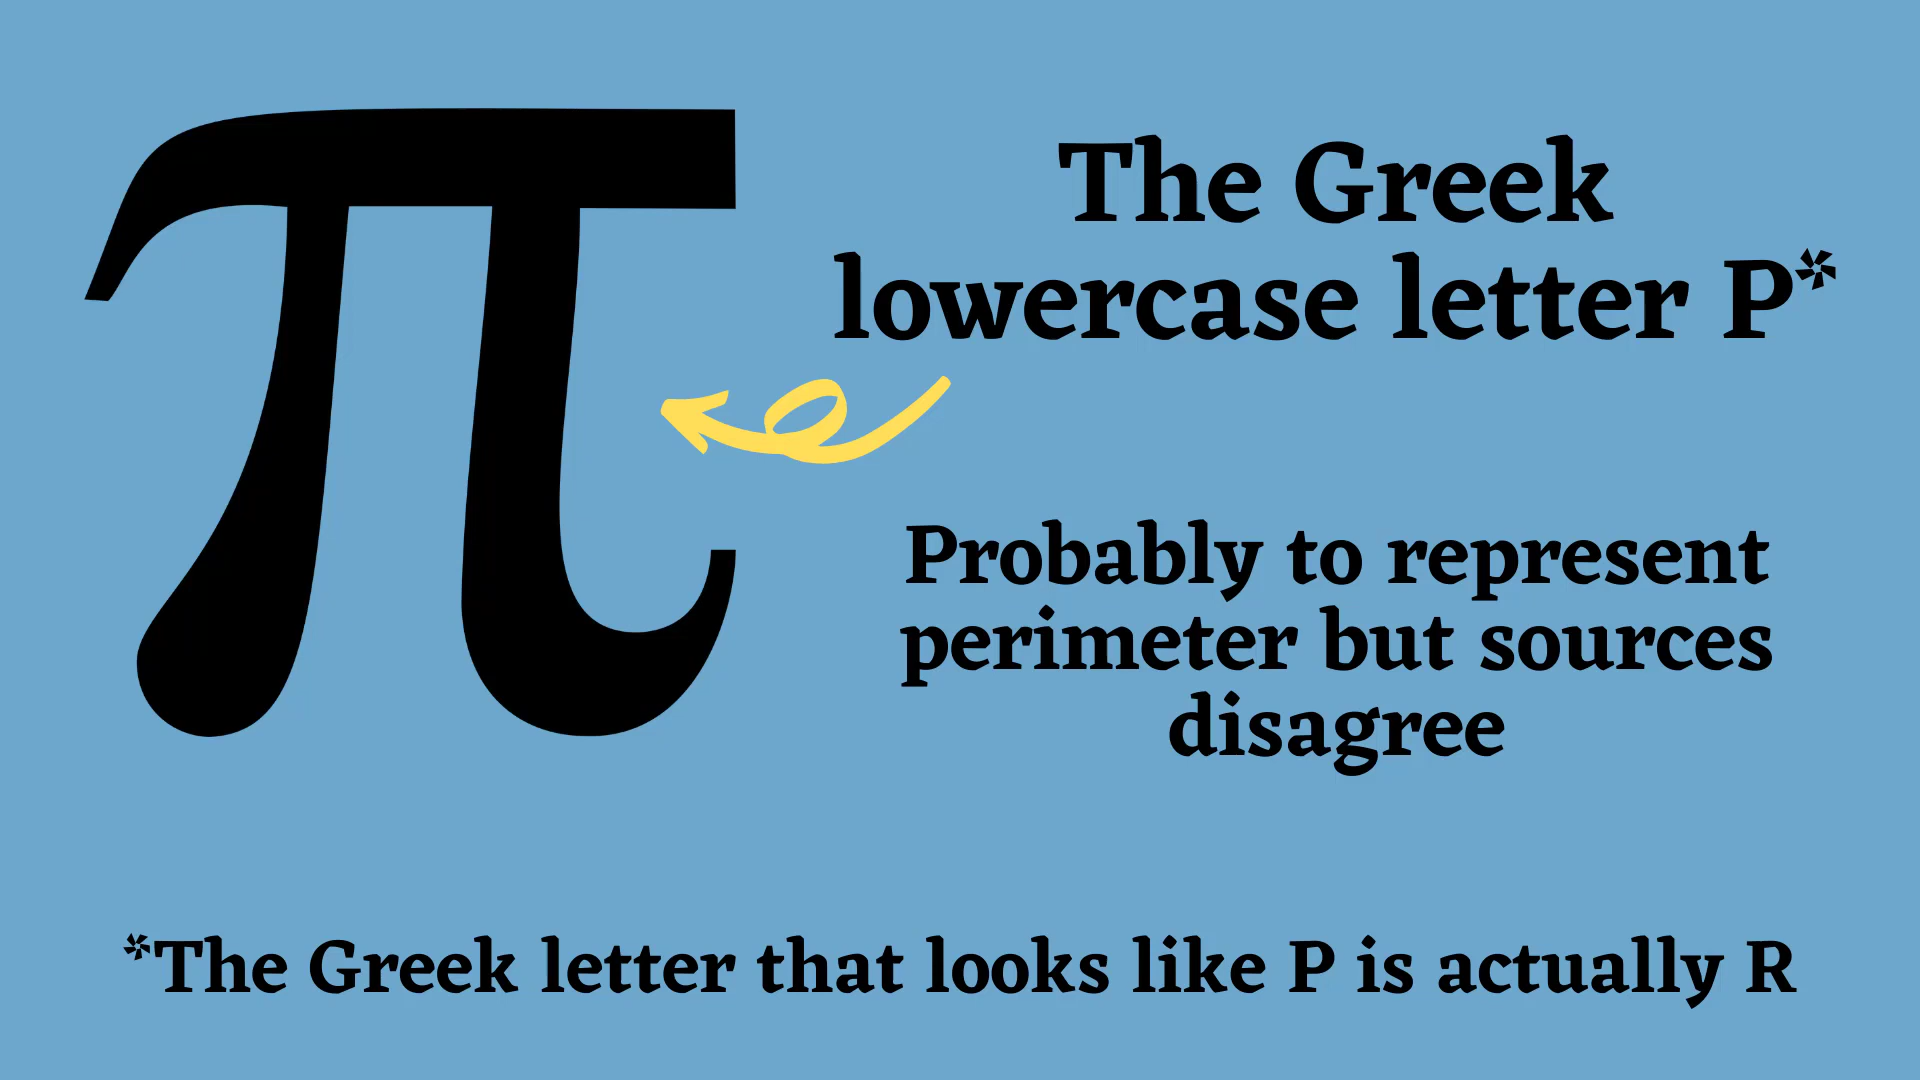 π
The Greek
lowercase letter P*
Probably to represent
perimeter but sources
disagree
*The Greek letter that looks like P is actually R